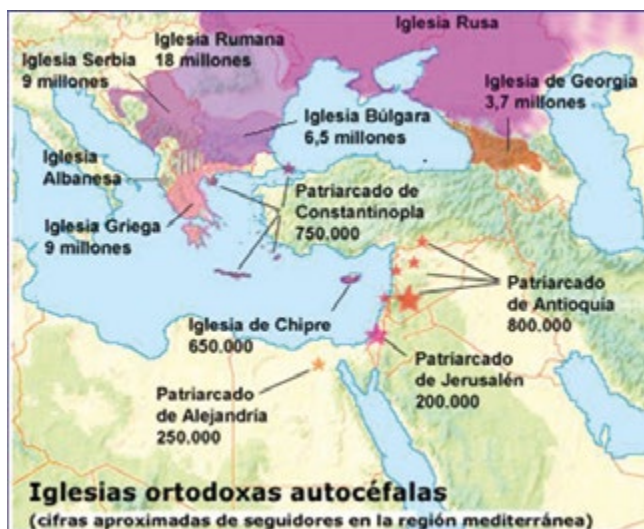 Iglesia Rumana
18 millones
Iglesia Rusa
Iglesia Serbia
9 millones
Iglesia de Georgia
3,7 millones
Iglesia Búlgara
6,5 millones
Iglesia
Albanesa
Patriarcado de
Constantinopla
750.000
Iglesia Griega
9 millones
Patriarcado
de Antioquía
800.000
Iglesia de Chipre
650.000
Patriarcado
de Jerusalén
200.000
Patriarcado
de Alejandría
250.000
Iglesias ortodoxas autocéfalas
(cifras aproximadas de seguidores en la región mediterránea)